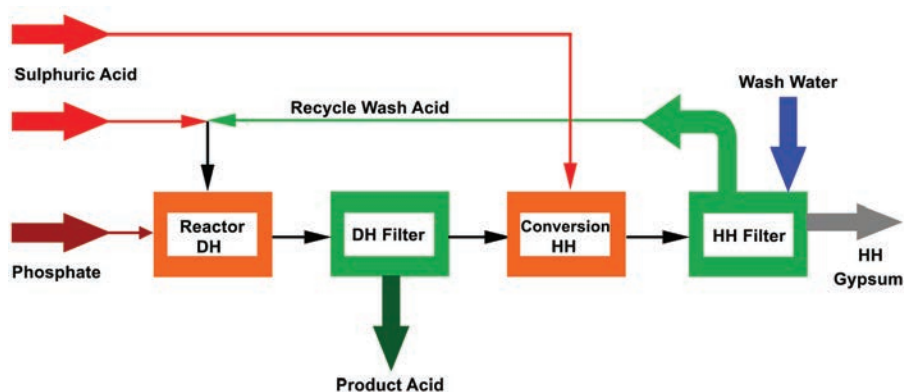 Sulphuric Acid
Wash Water
Recycle Wash Acid
Reactor
DH
DH Filter
Conversion
HH
HH Filter
Phosphate
HH
Gypsum
Product Acid